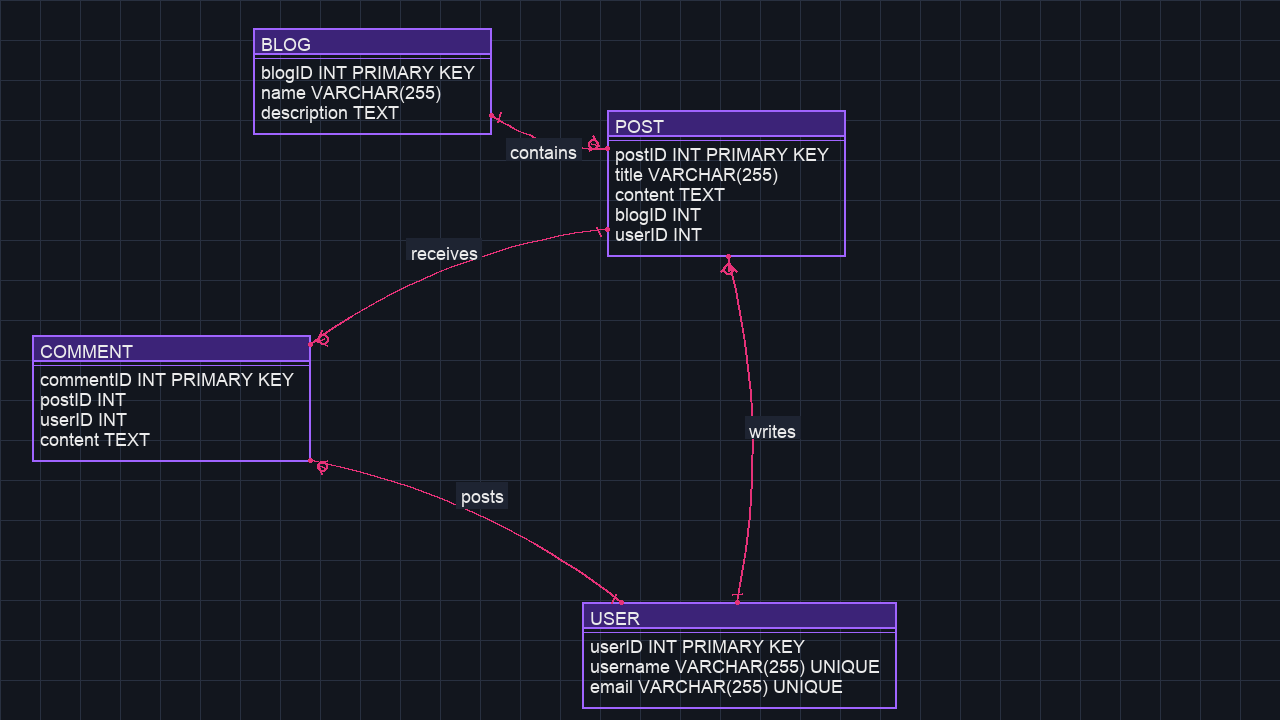 BLOG
blogID INT PRIMARY KEY
name VARCHAR(255)
description TEXT
contains
POST
postID INT PRIMARY KEY
title VARCHAR(255)
content TEXT
blogID INT
userID INT
receives
COMMENT
commentID INT PRIMARY KEY
postID INT
userID INT
content TEXT
writes
posts
USER
userID INT PRIMARY KEY
username VARCHAR(255) UNIQUE
email VARCHAR(255) UNIQUE